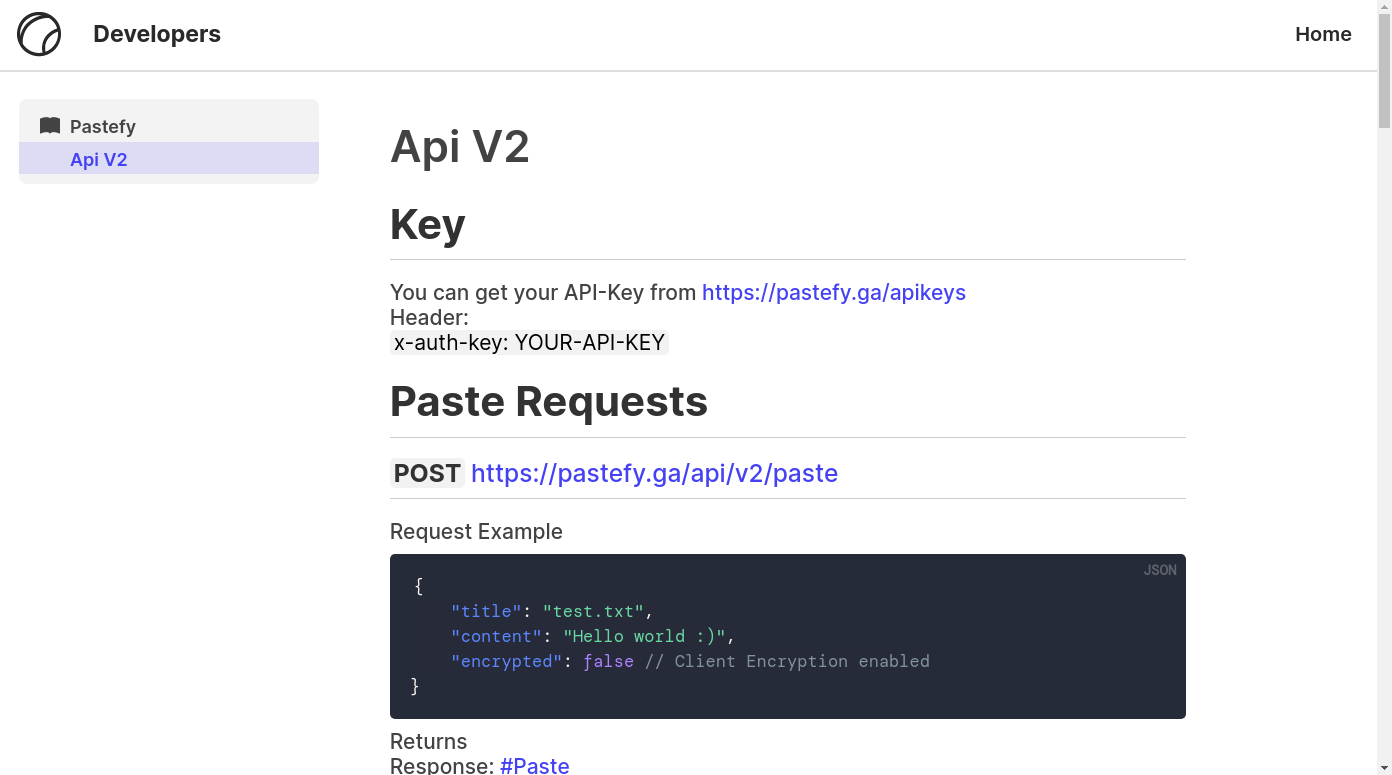 Developers
Home
Pastefy
Api V2
Api V2
Key
You can get your API-Key from https://pastefy.ga/apikeys
Header:
x-auth-key: YOUR-API-KEY
Paste Requests
POST https://pastefy.ga/api/v2/paste
Request Example
JSON
{
"title": "test.txt",
"content": "Hello world :)",
"encrypted": false // Client Encryption enabled
}
Returns
Response: #Paste